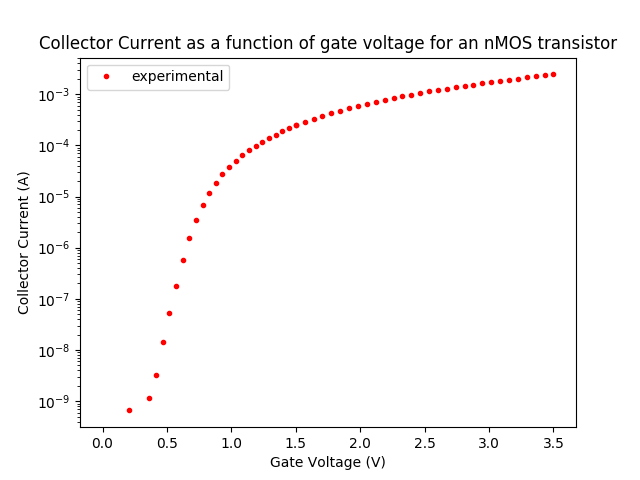 Collector Current as a function of gate voltage for an nMOS transistor
experimental
Collector Current (A)
10⁻³
10⁻⁴
10⁻⁵
10⁻⁶
10⁻⁷
10⁻⁸
10⁻⁹
0.0 0.5 1.0 1.5 2.0 2.5 3.0 3.5
Gate Voltage (V)